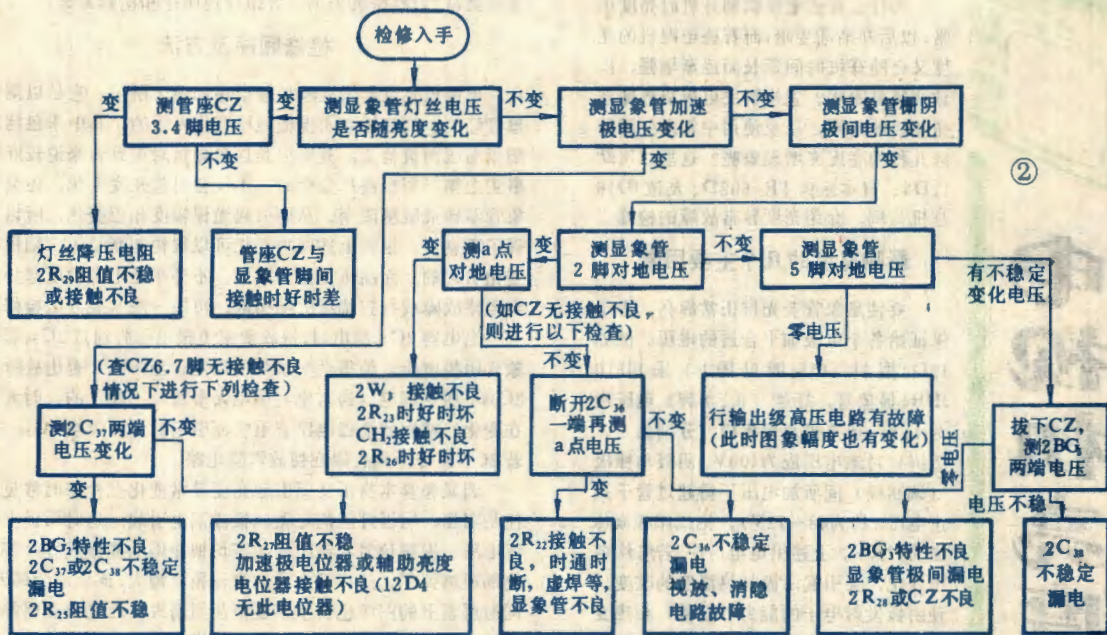 检修入手
变
测管座CZ
3.4脚电压
变
测显象管灯丝电压
是否随亮度变化
不变
测显象管加速
极电压变化
不变
测显象管栅阴
极间电压变化
不变
变
变
②
灯丝降压电阻
2R₂₉阻值不稳
或接触不良
管座CZ与
显象管脚间
接触时好时差
变
测a点
对地电压
变
测显象管
2脚对地电压
不变
测显象管
5脚对地电压
有不稳定
变化电压
(如CZ无接触不良,
则进行以下检查)
零电压
(查CZ6.7脚无接触不良
情况下进行下列检查)
不变
测2C₃₇两端
电压变化
不变
接触不良
2R₂₃时好时坏
CH₂接触不良
2R₂₆时好时坏
断开2C₃₆
一端再测
a点电压
不变
行输出级高压电路有故障
(此时图象幅度也有变化)
零电压
拔下CZ,
测2BG₂
两端电压
变
变
电压不稳
2BG₂特性不良
2C₃₇或2C₃₈不稳定
漏电
2R₂₅阻值不稳
2R₂₇阻值不稳
加速极电位器或辅助亮度
电位器接触不良(12D₄
无此电位器)
接触不
良,时通时
断,虚焊等,
显象管不良
2C₃₆不稳定
漏电
视放、消隐
电路故障
2BG₂特性不良
显象管极间漏电
或CZ不良
2C₃₈
不稳定
漏电